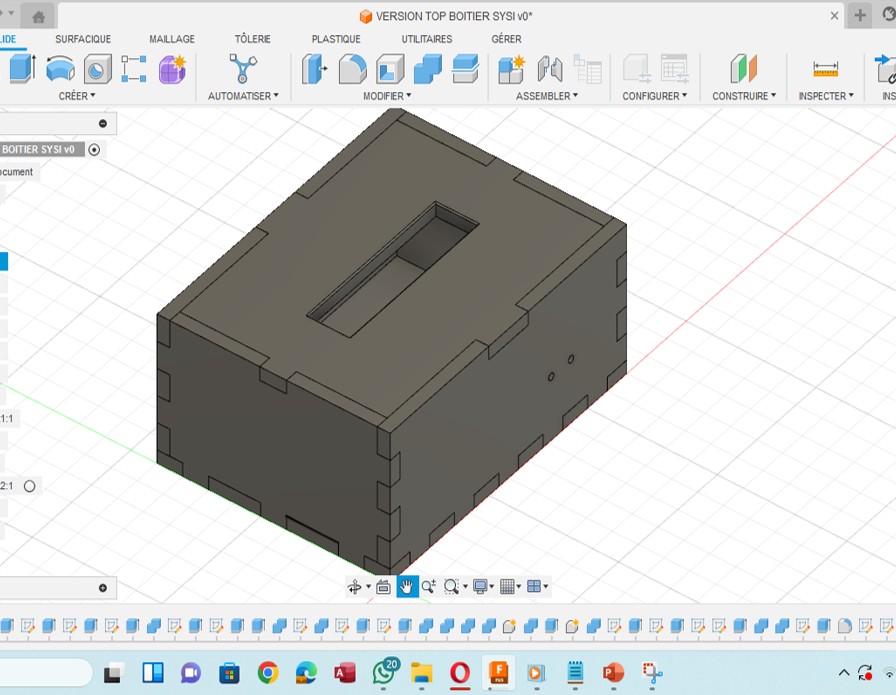 VERSION TOP BOITIER SYSI v0*
LIDE SURFACIQUE MAILLAGE TÔLERIE PLASTIQUE UTILITAIRES GÉRER
CRÉER AUTOMATISER MODIFIER ASSEMBLER CONFIGURER CONSTRUIRE INSPECTER INS
BOITIER SYSI v0
ocument
:1:1
2:1
20
A
F
P